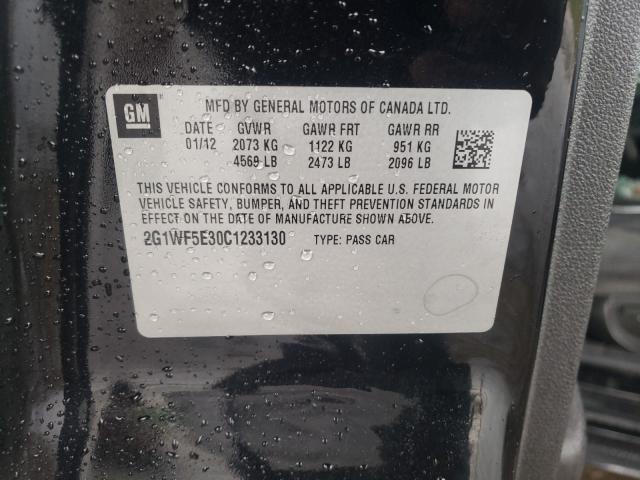 GM
MFD BY GENERAL MOTORS OF CANADA LTD.
DATE GVWR GAWR FRT GAWR RR
01/12 2073 KG 1122 KG 951 KG
4569 LB 2473 LB 2096 LB
THIS VEHICLE CONFORMS TO ALL APPLICABLE U.S. FEDERAL MOTOR
VEHICLE SAFETY, BUMPER, AND THEFT PREVENTION STANDARDS IN
EFFECT ON THE DATE OF MANUFACTURE SHOWN ABOVE.
2G1WF5E30C1233130 TYPE: PASS CAR